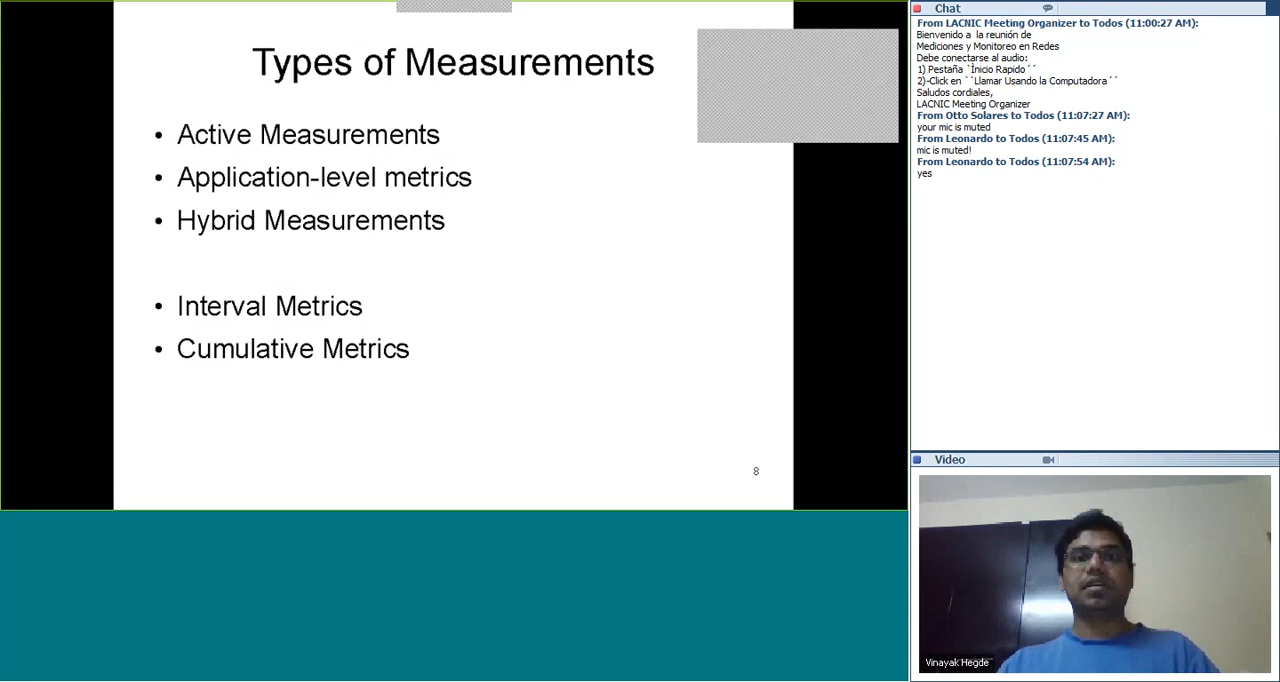 Types of Measurements
• Active Measurements
• Application-level metrics
• Hybrid Measurements
• Interval Metrics
• Cumulative Metrics
8
Chat
From LACNIC Meeting Organizer to Todos (11:00:27 AM):
Bienvenido a la reunión de
Mediciones y Monitoreo en Redes
Debe conectarse al audio:
1) Pestaña `Ìnicio Rapido´´
2)-Click en ``Llamar Usando la Computadora´´
Saludos cordiales,
LACNIC Meeting Organizer
From Otto Solares to Todos (11:07:27 AM):
your mic is muted
From Leonardo to Todos (11:07:45 AM):
mic is muted!
From Leonardo to Todos (11:07:54 AM):
yes
Video
Vinayak Hegde